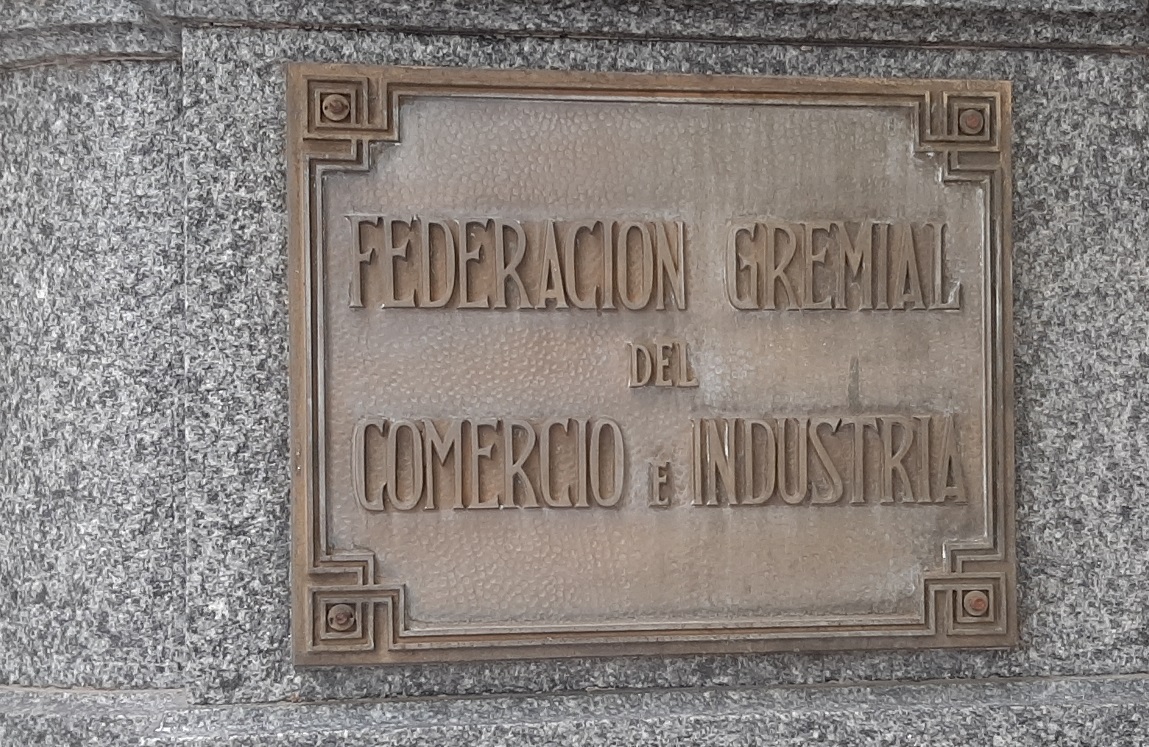 FEDERACION GREMIAL
DEL
COMERCIO E INDUSTRIA